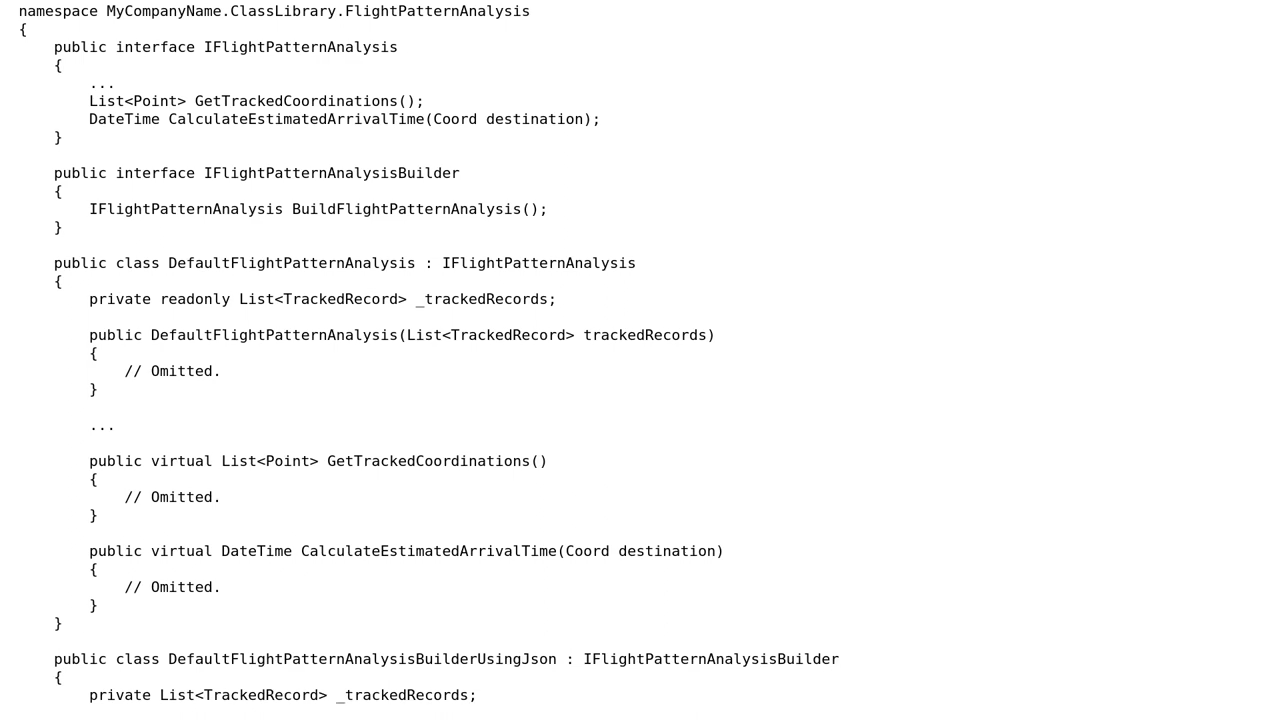 namespace MyCompanyName.ClassLibrary.FlightPatternAnalysis
{
    public interface IFlightPatternAnalysis
    {
        ...
        List<Point> GetTrackedCoordinations();
        DateTime CalculateEstimatedArrivalTime(Coord destination);
    }

    public interface IFlightPatternAnalysisBuilder
    {
        IFlightPatternAnalysis BuildFlightPatternAnalysis();
    }

    public class DefaultFlightPatternAnalysis : IFlightPatternAnalysis
    {
        private readonly List<TrackedRecord> _trackedRecords;

        public DefaultFlightPatternAnalysis(List<TrackedRecord> trackedRecords)
        {
            // Omitted.
        }

        ...

        public virtual List<Point> GetTrackedCoordinations()
        {
            // Omitted.
        }

        public virtual DateTime CalculateEstimatedArrivalTime(Coord destination)
        {
            // Omitted.
        }
    }

    public class DefaultFlightPatternAnalysisBuilderUsingJson : IFlightPatternAnalysisBuilder
    {
        private List<TrackedRecord> _trackedRecords;